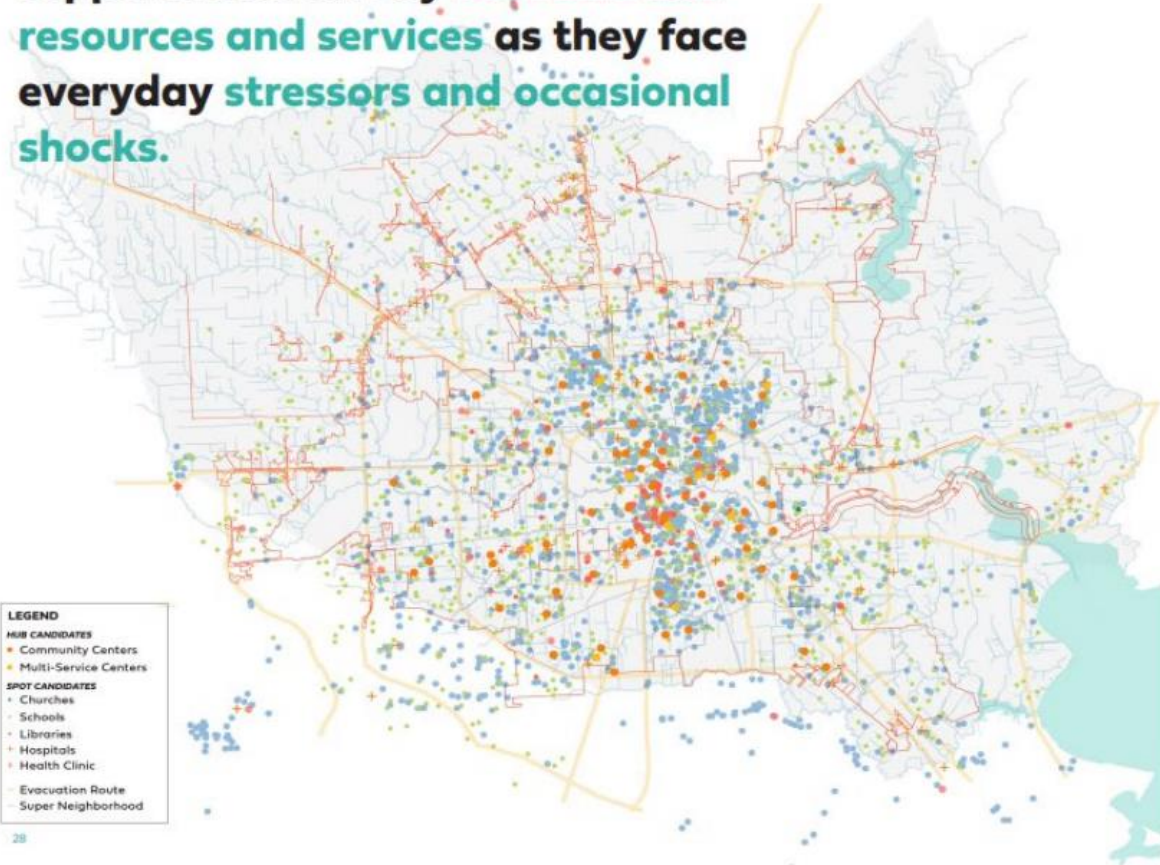 resources and services as they face
everyday stressors and occasional
shocks.
LEGEND
HUB CANDIDATES
Community Centers
Multi-Service Centers
SPOT CANDIDATES
Churches
Schools
Libraries
Hospitals
Health Clinic
Evacuation Route
Super Neighborhood
28